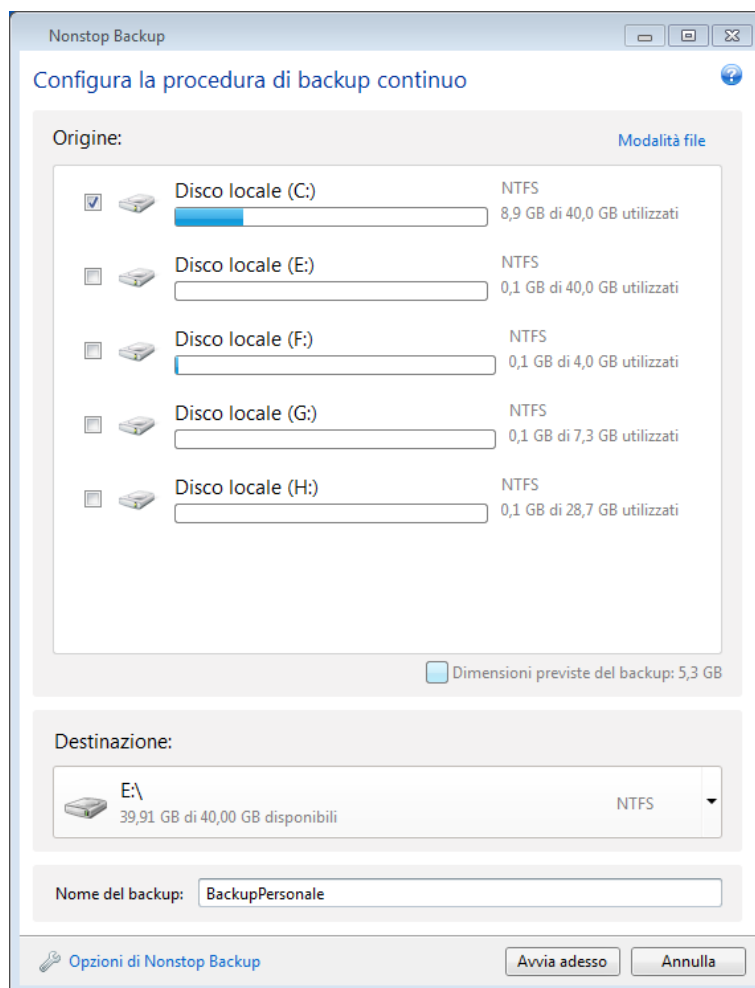 Nonstop Backup
Configura la procedura di backup continuo
Origine:
Modalità file
Disco locale (C:)
NTFS
8,9 GB di 40,0 GB utilizzati
Disco locale (E:)
NTFS
0,1 GB di 40,0 GB utilizzati
Disco locale (F:)
NTFS
0,1 GB di 4,0 GB utilizzati
Disco locale (G:)
NTFS
0,1 GB di 7,3 GB utilizzati
Disco locale (H:)
NTFS
0,1 GB di 28,7 GB utilizzati
Dimensioni previste del backup: 5,3 GB
Destinazione:
E:\
39,91 GB di 40,00 GB disponibili
NTFS
Nome del backup: BackupPersonale
Opzioni di Nonstop Backup
Avvia adesso
Annulla